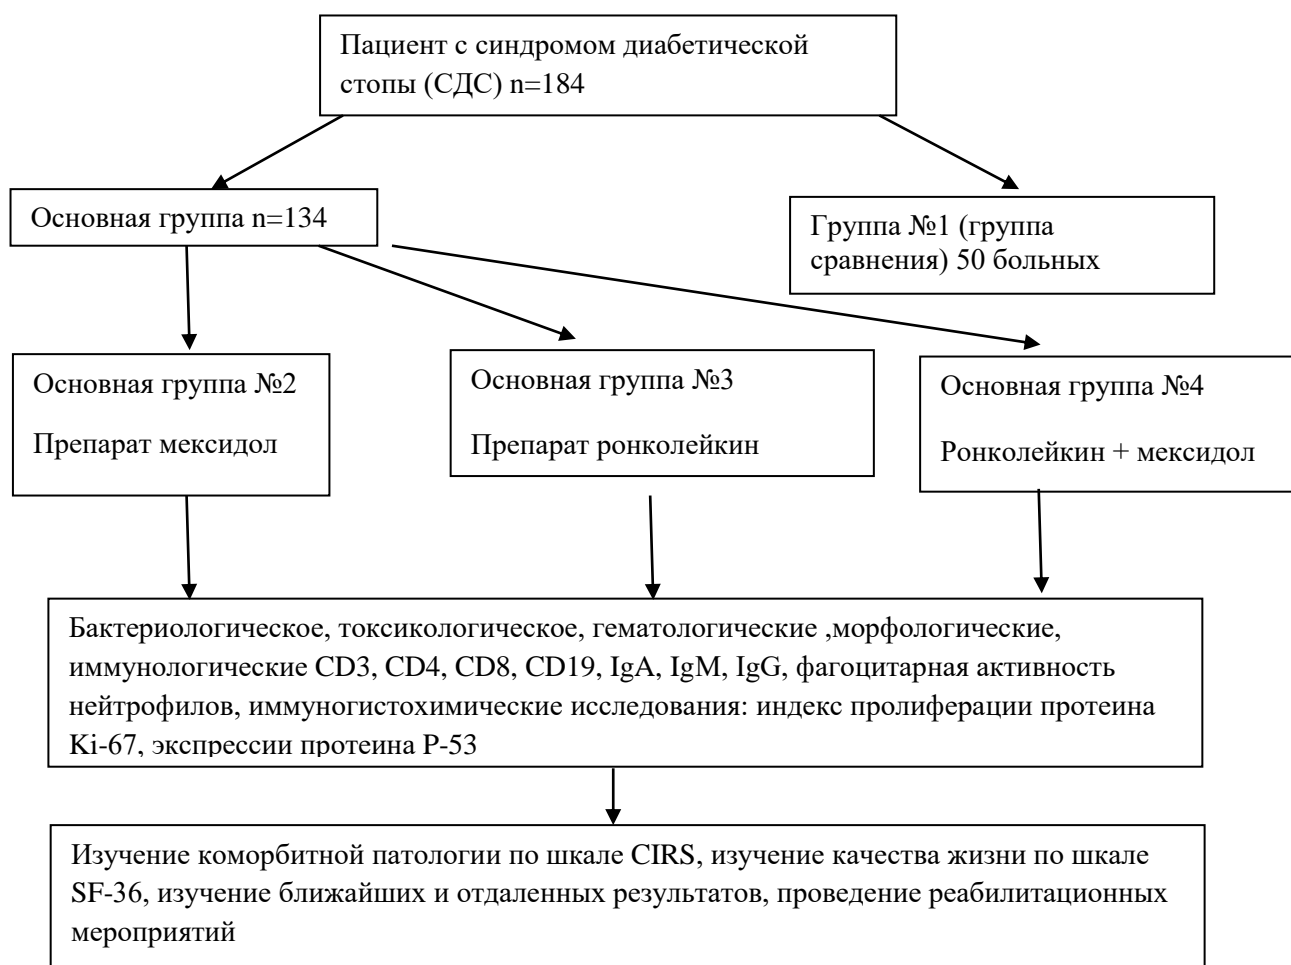 Пациент с синдромом диабетической
стопы (СДС) n=184
Основная группа n=134
Группа №1 (группа
сравнения) 50 больных
Основная группа №2
Препарат мексидол
Основная группа №3
Препарат ронколейкин
Основная группа №4
Ронколейкин + мексидол
Бактериологическое, токсикологическое, гематологические ,морфологические,
иммунологические CD3, CD4, CD8, CD19, IgA, IgM, IgG, фагоцитарная активность
нейтрофилов, иммуногистохимические исследования: индекс пролиферации протеина
Ki-67, экспрессии протеина Р-53
Изучение коморбитной патологии по шкале CIRS, изучение качества жизни по шкале
SF-36, изучение ближайших и отдаленных результатов, проведение реабилитационных
мероприятий